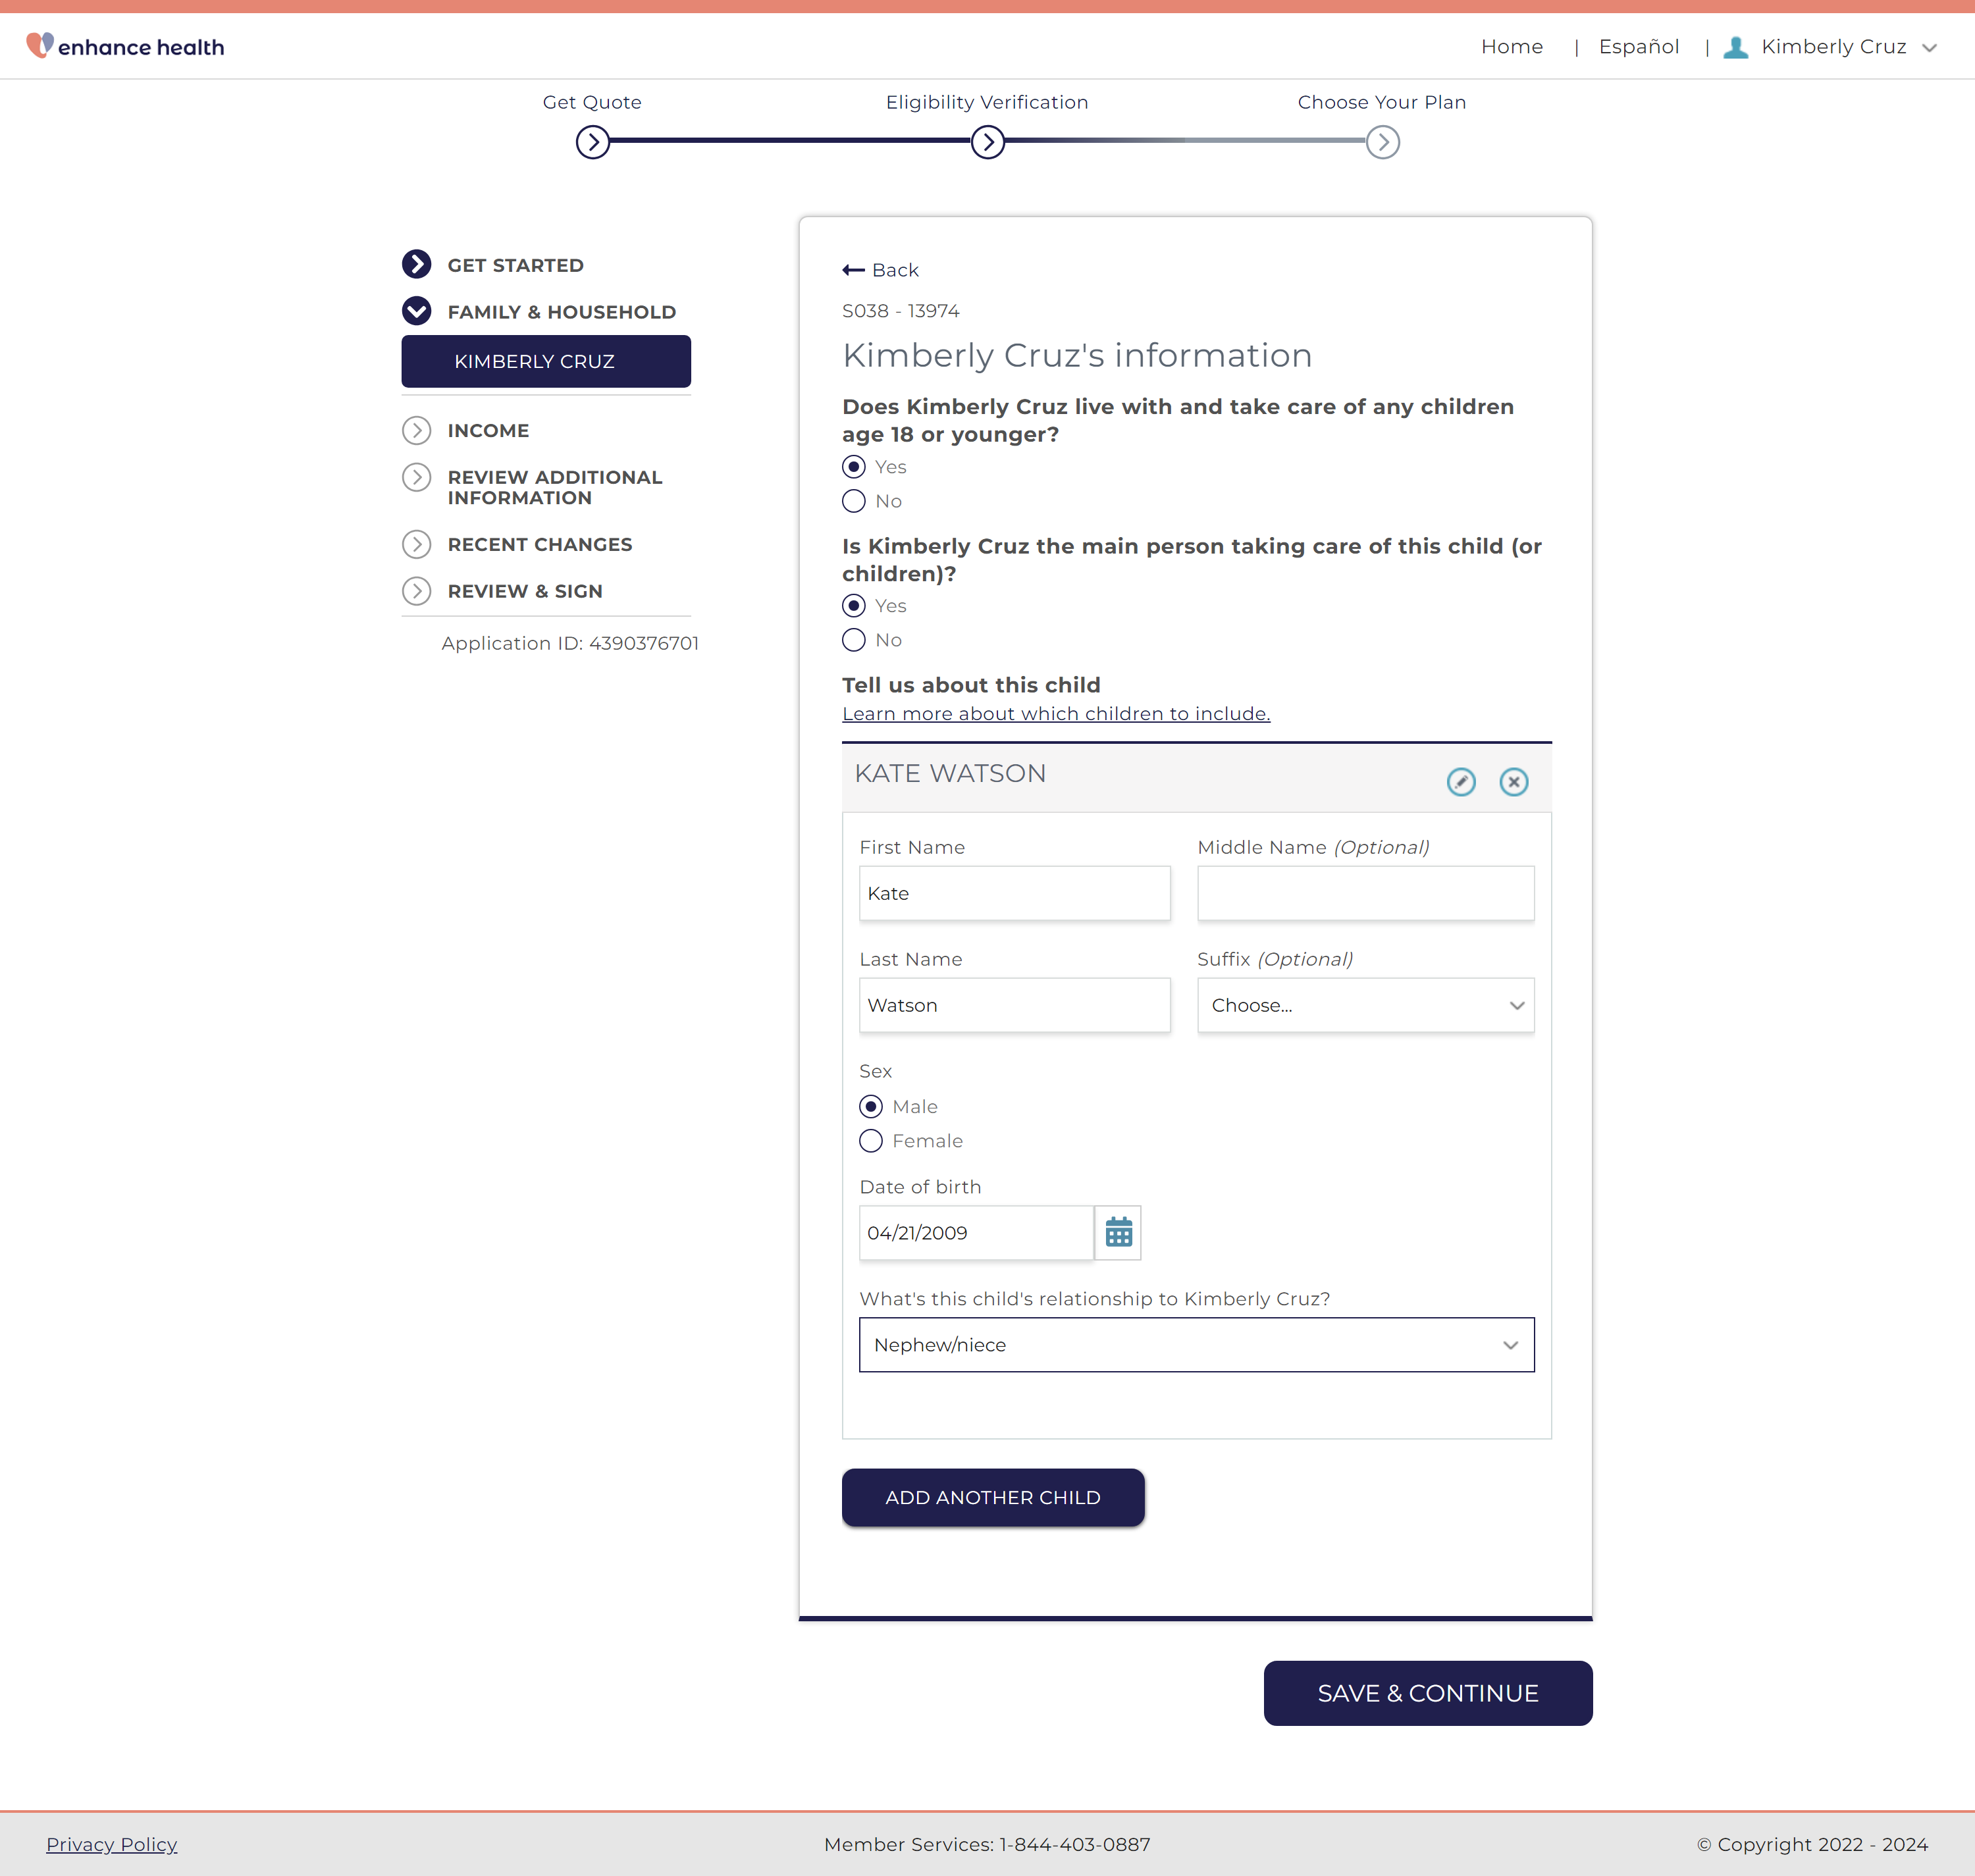 enhance health
Home | Español | Kimberly Cruz
Get Quote
Eligibility Verification
Choose Your Plan
GET STARTED
FAMILY & HOUSEHOLD
KIMBERLY CRUZ
INCOME
REVIEW ADDITIONAL
INFORMATION
RECENT CHANGES
REVIEW & SIGN
Application ID: 4390376701
Back
S038 - 13974
Kimberly Cruz's information
Does Kimberly Cruz live with and take care of any children
age 18 or younger?
Yes
No
Is Kimberly Cruz the main person taking care of this child (or
children)?
Yes
No
Tell us about this child
Learn more about which children to include.
KATE WATSON
First Name
Kate
Middle Name (Optional)
Last Name
Watson
Suffix (Optional)
Choose...
Sex
Male
Female
Date of birth
04/21/2009
What's this child's relationship to Kimberly Cruz?
Nephew/niece
ADD ANOTHER CHILD
SAVE & CONTINUE
Privacy Policy
Member Services: 1-844-403-0887
© Copyright 2022 - 2024